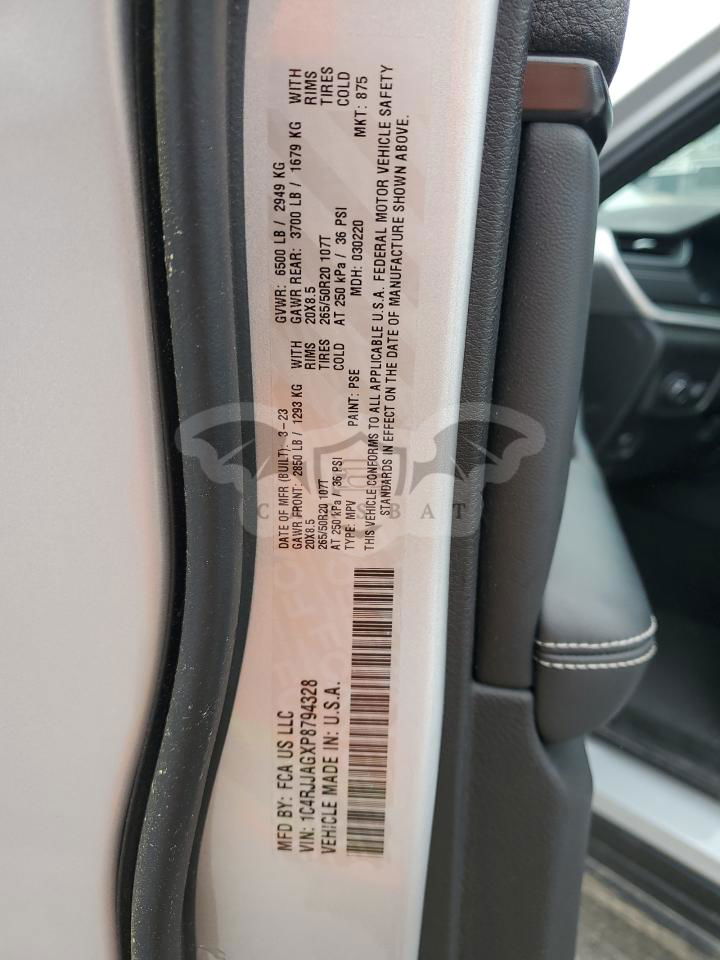 MFD BY: FCA US LLC
VIN: 1C4RJJAGXP8794328
VEHICLE MADE IN: U.S.A.
DATE OF MFR (BUILT): 3-23
GAWR FRONT: 2850 LB / 1293 KG WITH
20X8.5 RIMS
265/50R20 107T TIRES
AT 250 kPa / 36 PSI COLD
TYPE: MPV PAINT: PSE
GVWR: 6500 LB / 2949 KG
GAWR REAR: 3700 LB / 1679 KG WITH
20X8.5 RIMS
265/50R20 107T TIRES
AT 250 kPa / 36 PSI COLD
MDH: 030220 MKT: 875
THIS VEHICLE CONFORMS TO ALL APPLICABLE U.S.A. FEDERAL MOTOR VEHICLE SAFETY
STANDARDS IN EFFECT ON THE DATE OF MANUFACTURE SHOWN ABOVE.
CARSBAT